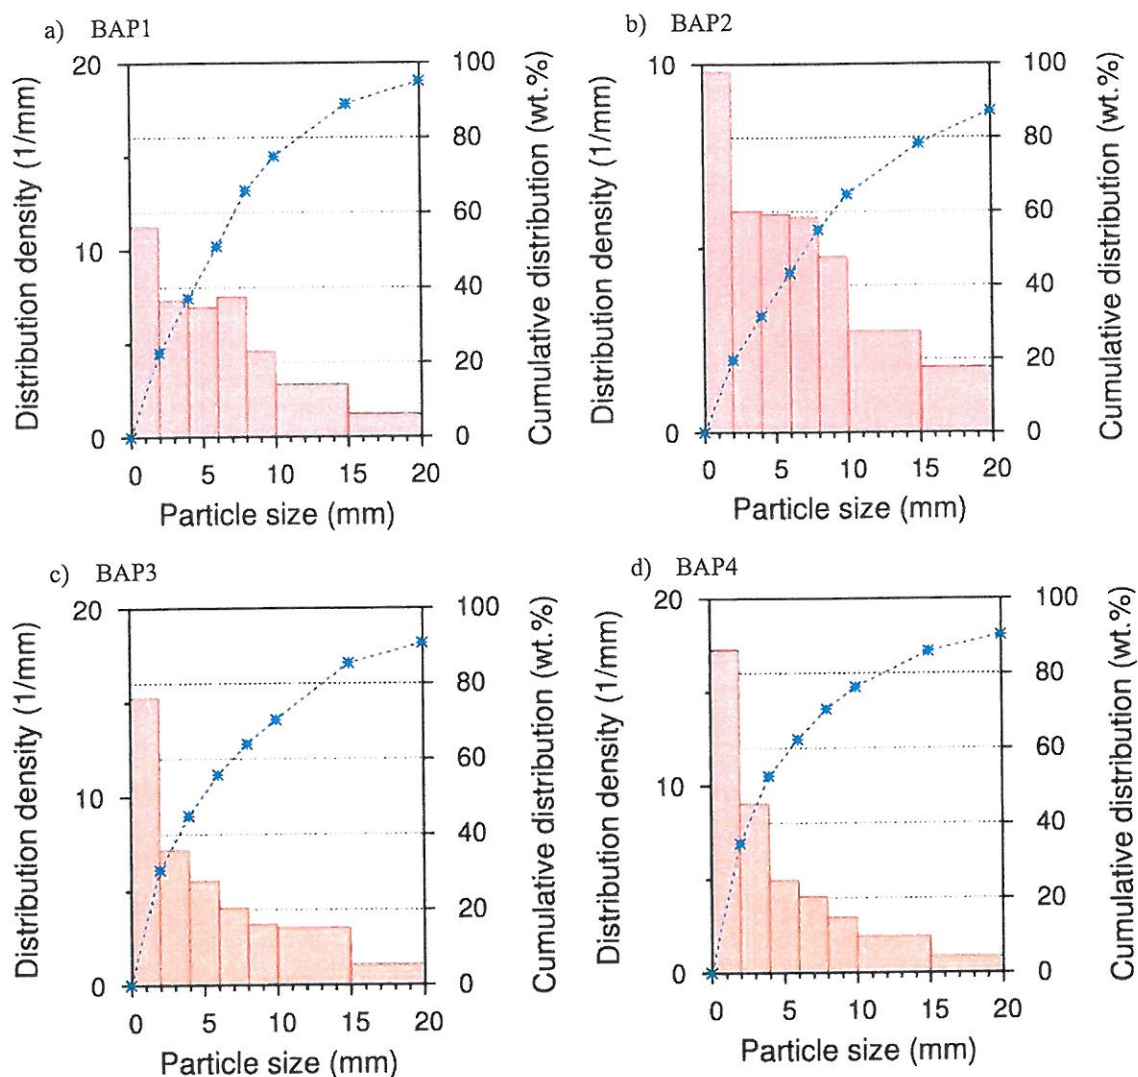 a) BAP1
20
10
0
Distribution density (1/mm)
100
80
60
40
20
0
Cumulative distribution (wt.%)
0 5 10 15 20
Particle size (mm)
b) BAP2
10
0
Distribution density (1/mm)
100
80
60
40
20
0
Cumulative distribution (wt.%)
0 5 10 15 20
Particle size (mm)
c) BAP3
20
10
0
Distribution density (1/mm)
100
80
60
40
20
0
Cumulative distribution (wt.%)
0 5 10 15 20
Particle size (mm)
d) BAP4
20
10
0
Distribution density (1/mm)
100
80
60
40
20
0
Cumulative distribution (wt.%)
0 5 10 15 20
Particle size (mm)